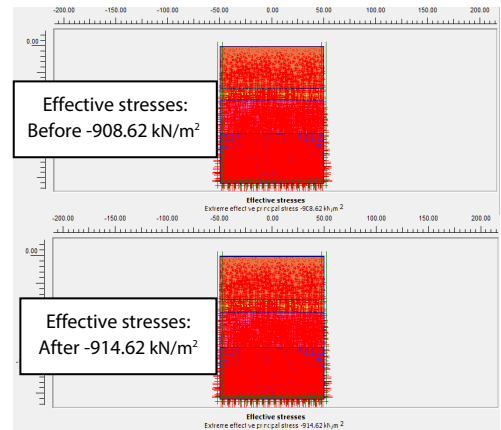 -200.00 -150.00 -100.00 -50.00 0.00 50.00 100.00 150.00 200.00
0.00
Effective stresses:
Before -908.62 kN/m²
Effective stresses
Extreme effective principal stress -908.62 kN/m²
-200.00 -150.00 -100.00 -50.00 0.00 50.00 100.00 150.00 200.00
0.00
Effective stresses:
After -914.62 kN/m²
Effective stresses
Extreme effective principal stress -914.62 kN/m²